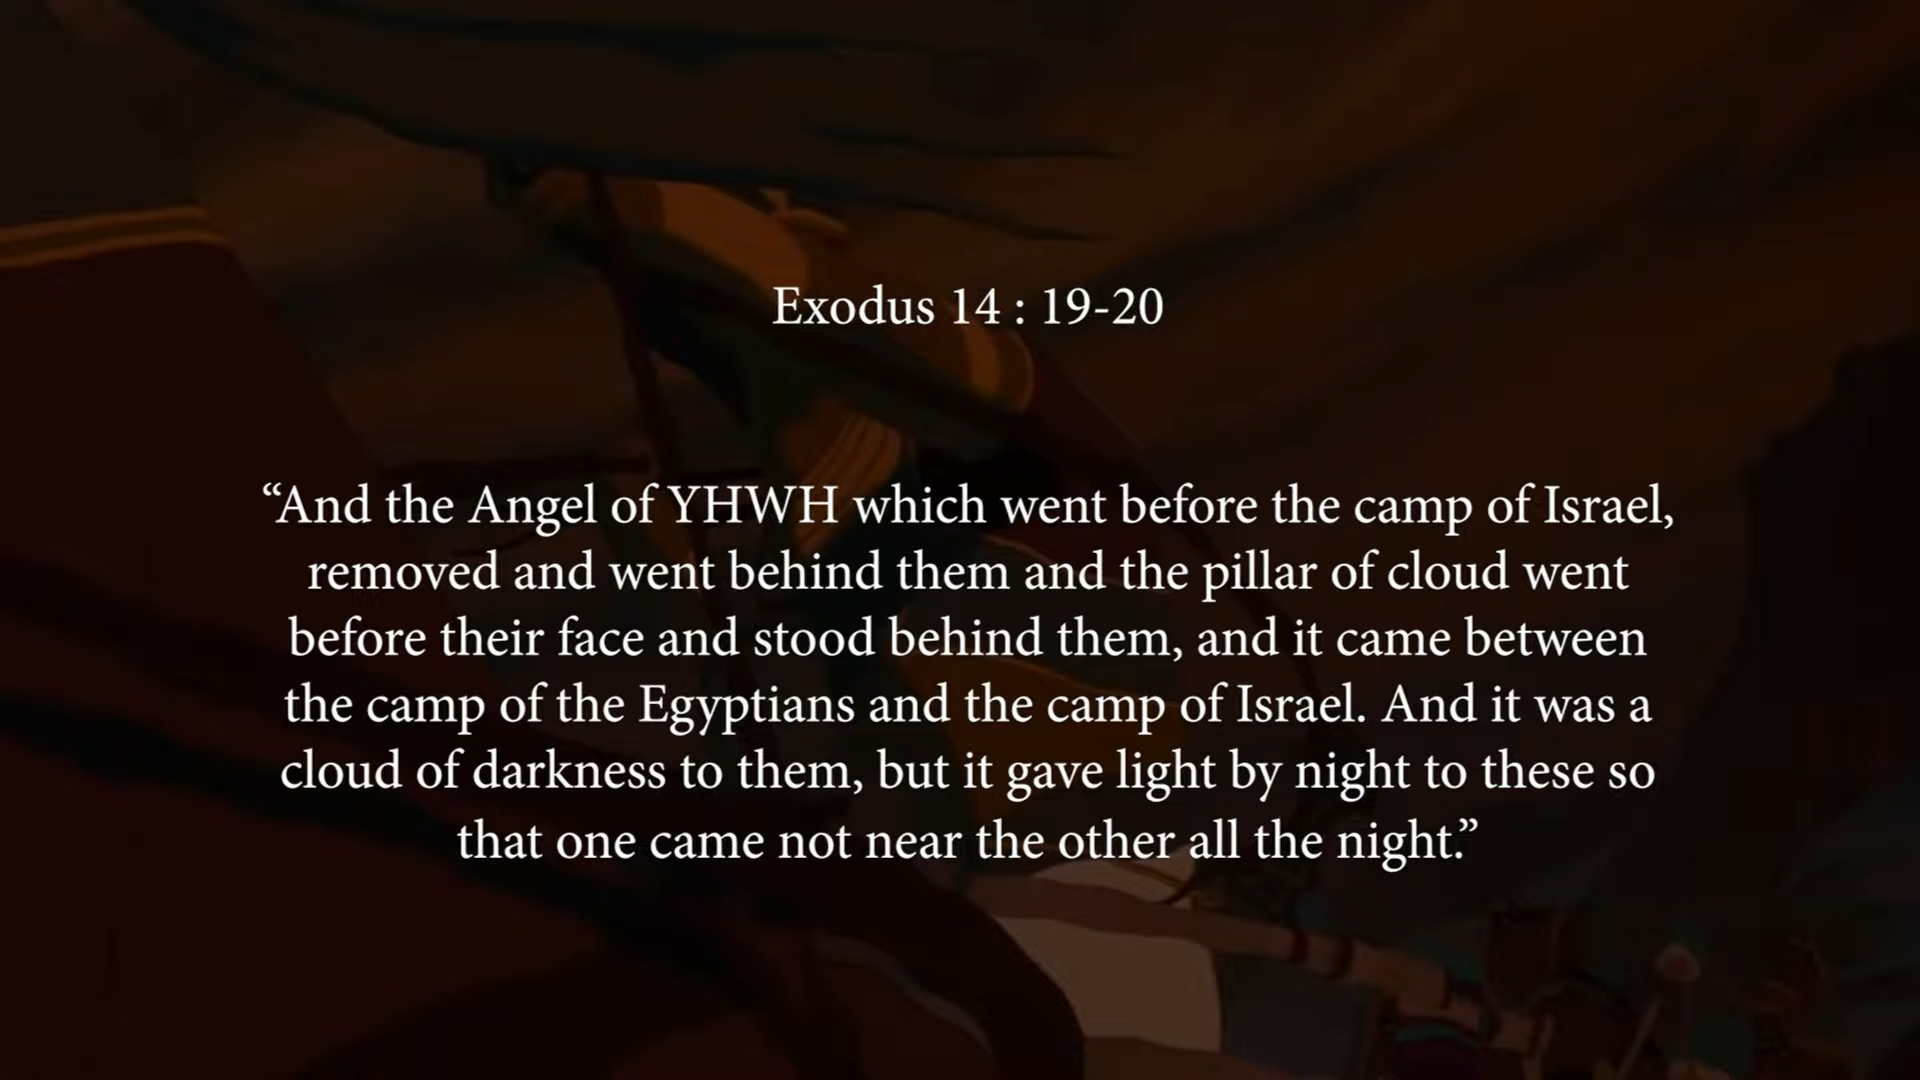 Exodus 14 : 19-20
“And the Angel of YHWH which went before the camp of Israel,
removed and went behind them and the pillar of cloud went
before their face and stood behind them, and it came between
the camp of the Egyptians and the camp of Israel. And it was a
cloud of darkness to them, but it gave light by night to these so
that one came not near the other all the night.”